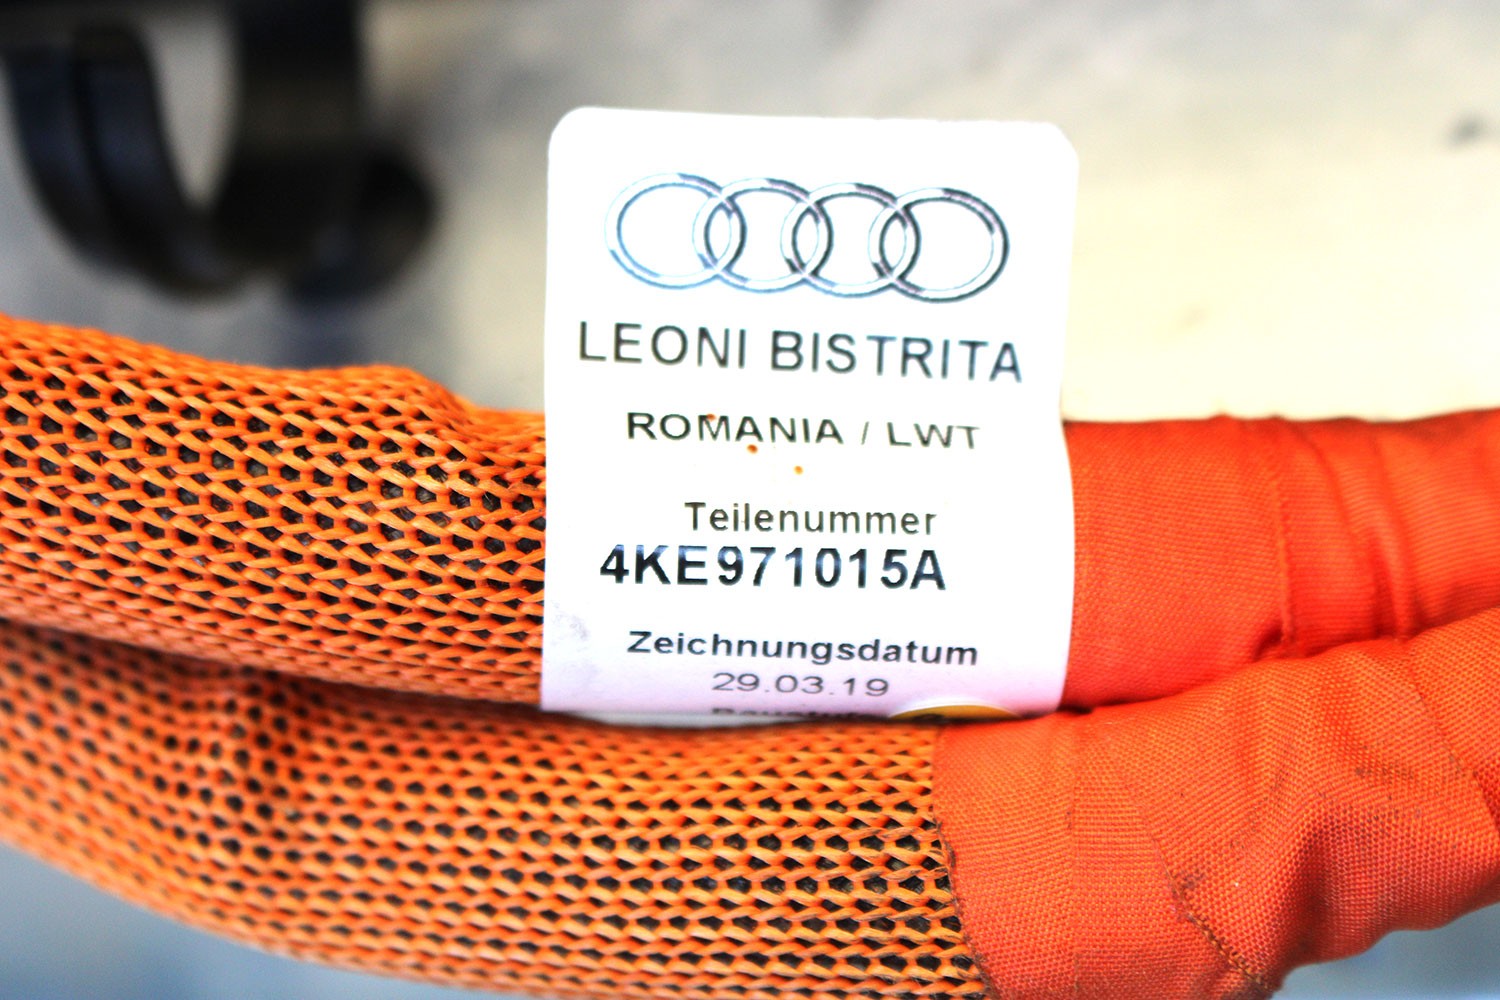 LEONI BISTRITA
ROMANIA / LWT
Teilenummer
4KE971015A
Zeichnungsdatum
29.03.19